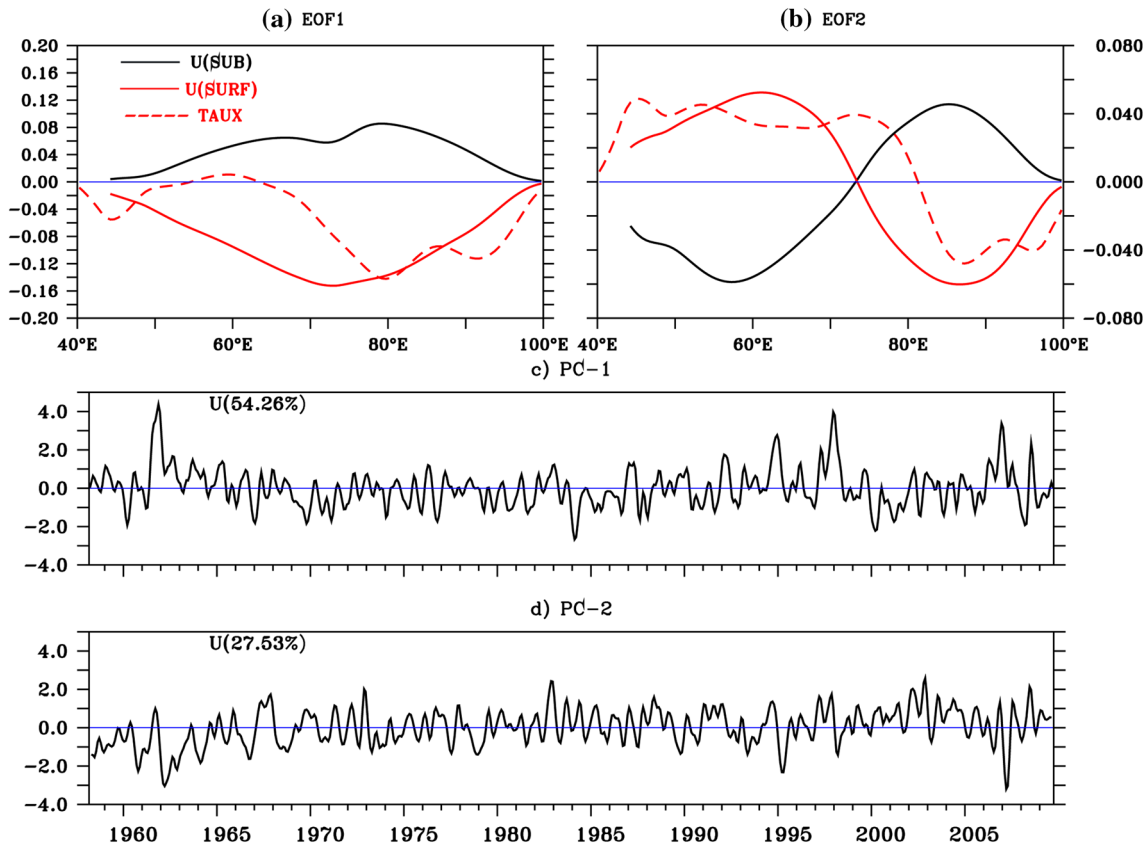 (a) EOF1
(b) EOF2
0.20
0.16
0.12
0.08
0.04
0.00
-0.04
-0.08
-0.12
-0.16
-0.20
U(SUB)
U(SURF)
TAUX
0.080
0.040
0.000
-0.040
-0.080
40°E 60°E 80°E 100°E
40°E 60°E 80°E 100°E
c) PC-1
U(54.26%)
4.0
2.0
0.0
-2.0
-4.0
d) PC-2
U(27.53%)
4.0
2.0
0.0
-2.0
-4.0
1960 1965 1970 1975 1980 1985 1990 1995 2000 2005